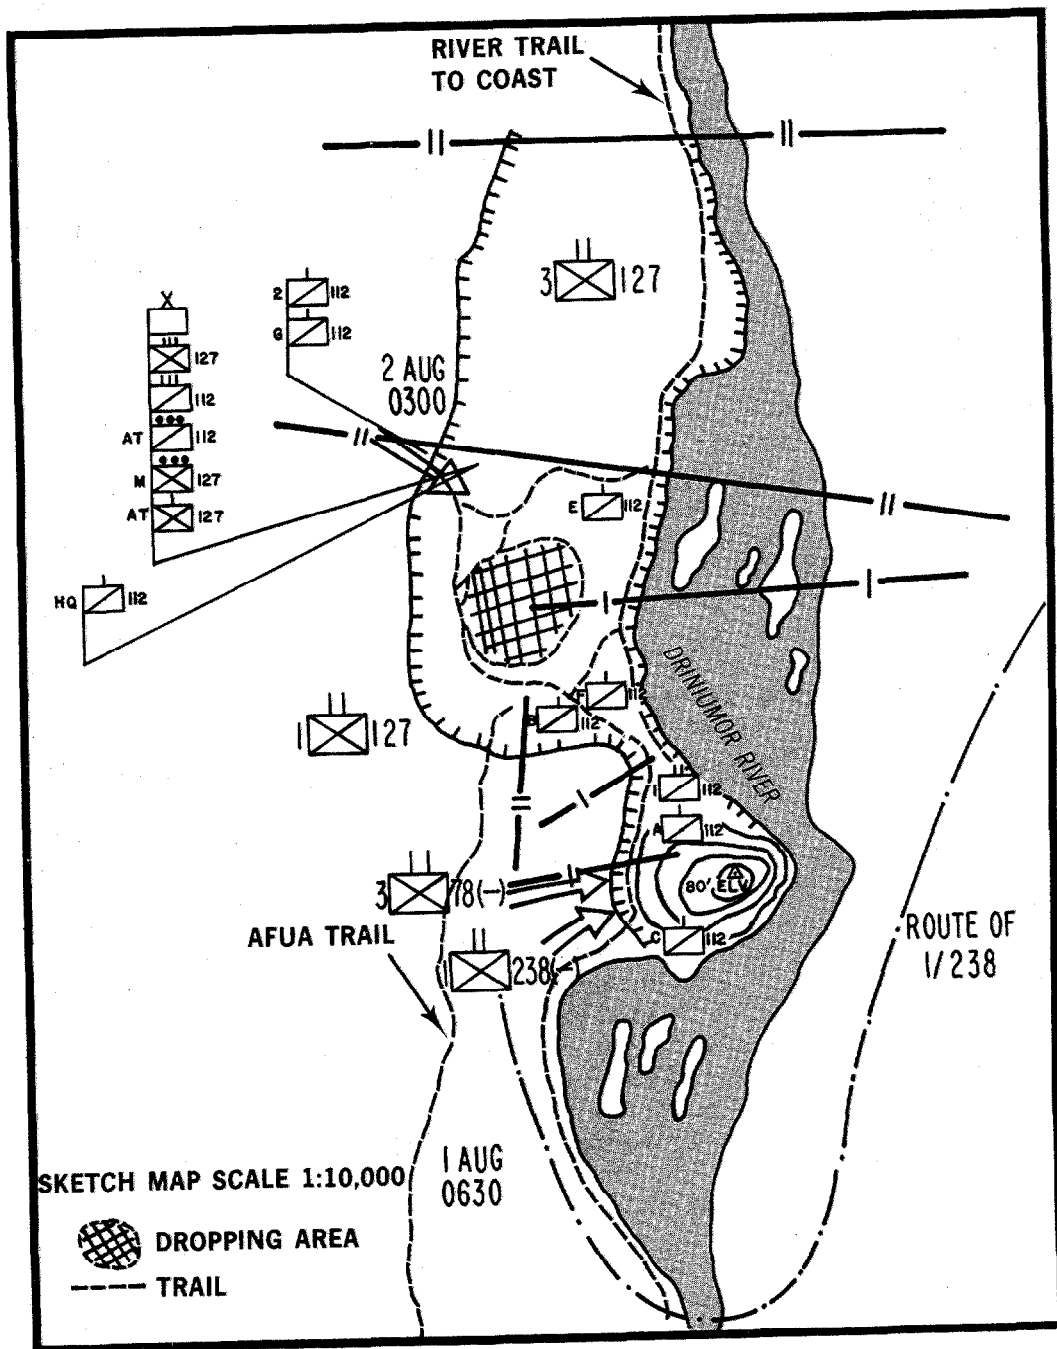 RIVER TRAIL
TO COAST
3 127
2 112
G 112
X
127
112
AT 112
M 127
AT 127
2 AUG
0300
HQ 112
E 112
F 112
B 112
DRINIUMOR RIVER
1 127
1 112
A 112
80' ELV
3 78(-)
C 112
AFUA TRAIL
1 238(-)
ROUTE OF
1/238
1 AUG
0630
SKETCH MAP SCALE 1:10,000
DROPPING AREA
TRAIL